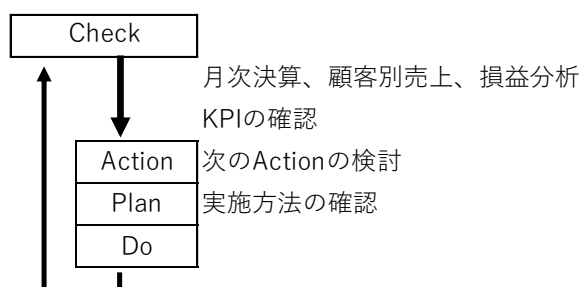 Check
月次決算、顧客別売上、損益分析
KPIの確認
Action 次のActionの検討
Plan 実施方法の確認
Do